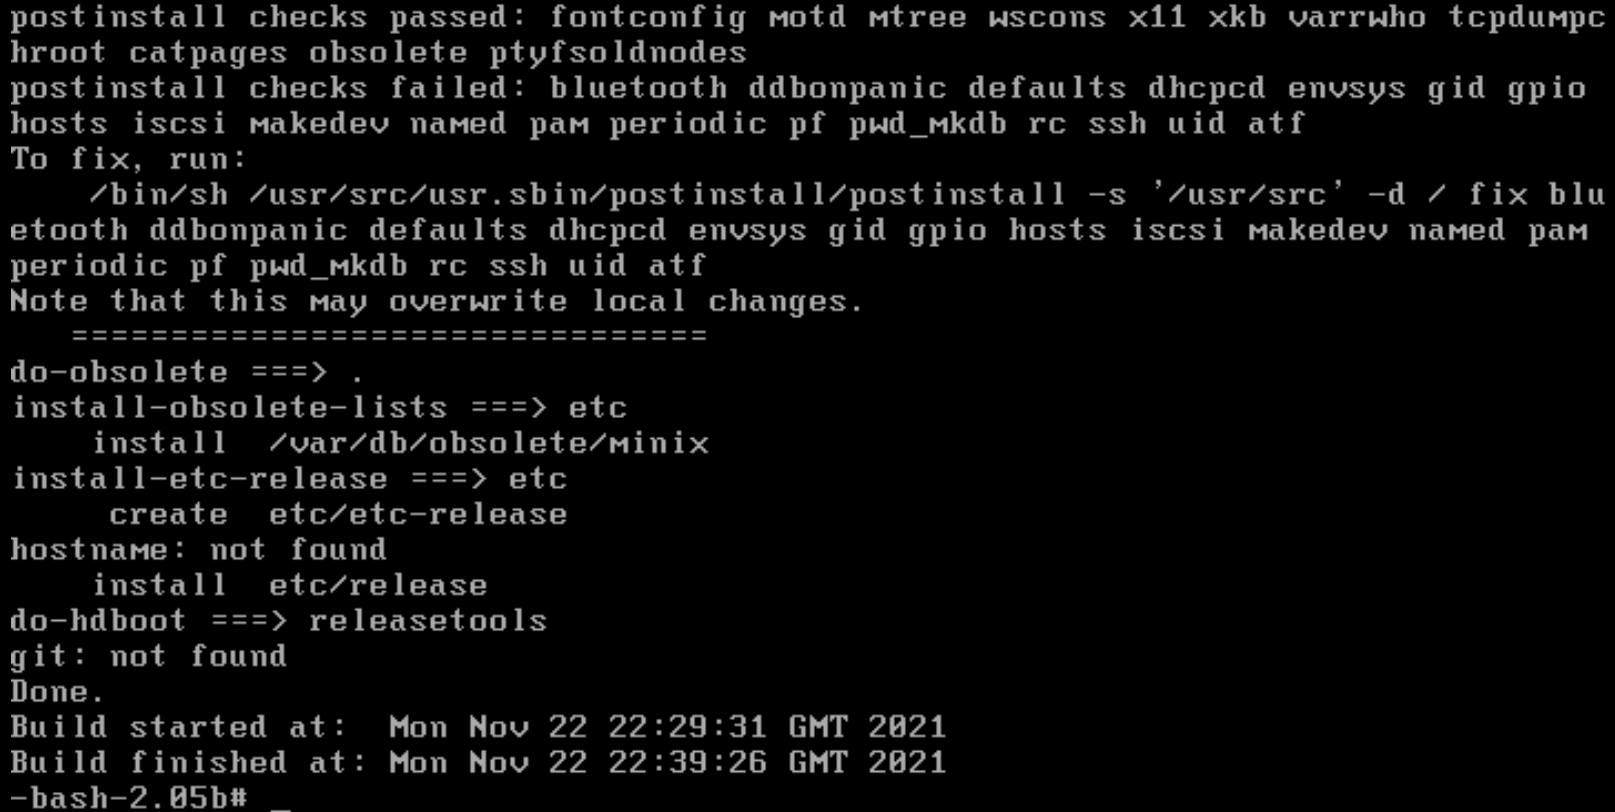 postinstall checks passed: fontconfig motd mtree wscons x11 xkb varrwho tcpdumpc
hroot catpages obsolete ptyfsoldnodes
postinstall checks failed: bluetooth ddbonpanic defaults dhcpcd envsys gid gpio
hosts iscsi makedev named pam periodic pf pwd_mkdb rc ssh uid atf
To fix, run:
    /bin/sh /usr/src/usr.sbin/postinstall/postinstall -s '/usr/src' -d / fix blu
etooth ddbonpanic defaults dhcpcd envsys gid gpio hosts iscsi makedev named pam
periodic pf pwd_mkdb rc ssh uid atf
Note that this may overwrite local changes.
   ================================
do-obsolete ===> .
install-obsolete-lists ===> etc
    install  /var/db/obsolete/minix
install-etc-release ===> etc
     create  etc/etc-release
hostname: not found
    install  etc/release
do-hdboot ===> releasetools
git: not found
Done.
Build started at:  Mon Nov 22 22:29:31 GMT 2021
Build finished at: Mon Nov 22 22:39:26 GMT 2021
-bash-2.05b# _